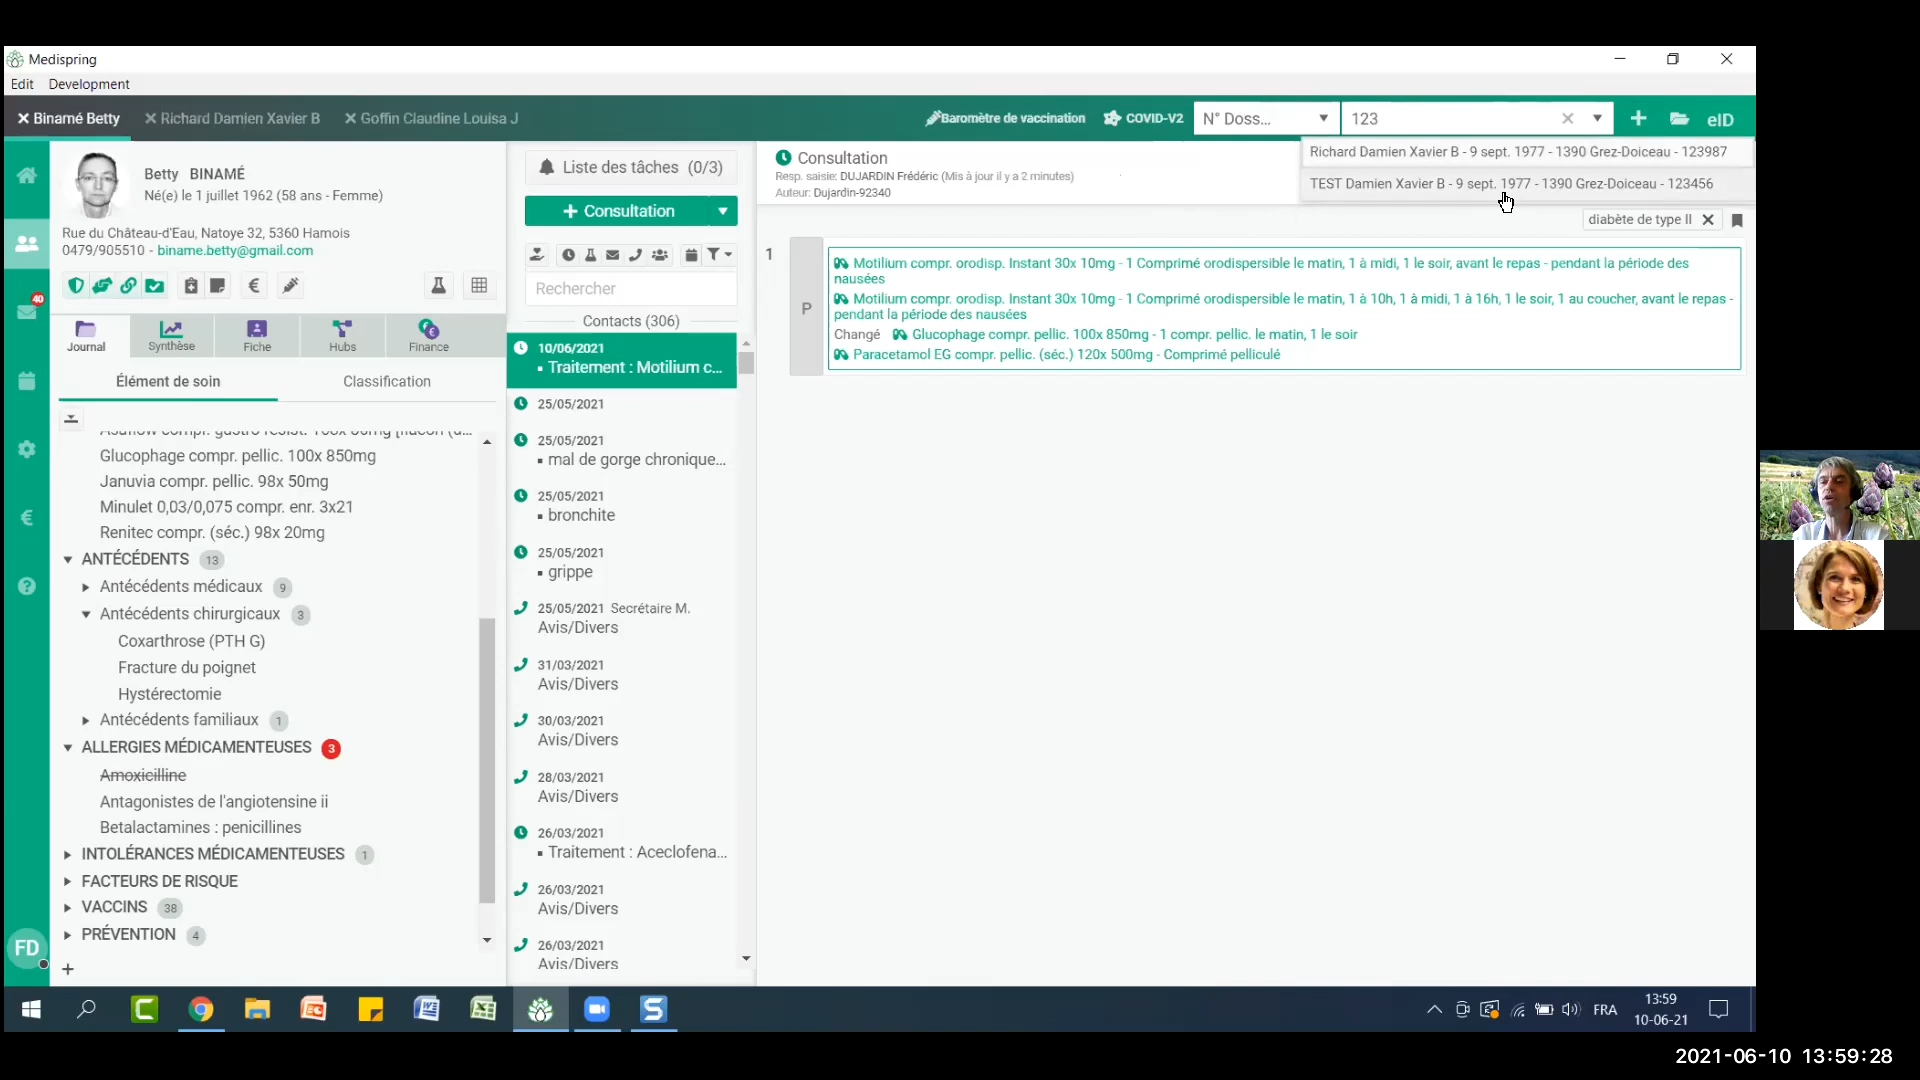 Medispring
Edit Development
Binamé Betty Richard Damien Xavier B Goffin Claudine Louisa J Baromètre de vaccination COVID-V2 N° Doss... 123 eID
Richard Damien Xavier B - 9 sept. 1977 - 1390 Grez-Doiceau - 123987
TEST Damien Xavier B - 9 sept. 1977 - 1390 Grez-Doiceau - 123456
Betty BINAMÉ
Né(e) le 1 juillet 1962 (58 ans - Femme)
Rue du Château-d'Eau, Natoye 32, 5360 Hamois
0479/905510 - biname.betty@gmail.com
40
Journal Synthèse Fiche Hubs Finance
Élément de soin Classification
Glucophage compr. pellic. 100x 850mg
Januvia compr. pellic. 98x 50mg
Minulet 0,03/0,075 compr. enr. 3x21
Renitec compr. (séc.) 98x 20mg
ANTÉCÉDENTS 13
Antécédents médicaux 9
Antécédents chirurgicaux 3
Coxarthrose (PTH G)
Fracture du poignet
Hystérectomie
Antécédents familiaux 1
ALLERGIES MÉDICAMENTEUSES 3
Amoxicilline
Antagonistes de l'angiotensine ii
Betalactamines : penicillines
INTOLÉRANCES MÉDICAMENTEUSES 1
FACTEURS DE RISQUE
VACCINS 38
PRÉVENTION 4
FD
Liste des tâches (0/3)
+ Consultation
Rechercher
Contacts (306)
10/06/2021
Traitement : Motilium c...
25/05/2021
25/05/2021
mal de gorge chronique...
25/05/2021
bronchite
25/05/2021
grippe
25/05/2021 Secrétaire M.
Avis/Divers
31/03/2021
Avis/Divers
30/03/2021
Avis/Divers
28/03/2021
Avis/Divers
26/03/2021
Traitement : Aceclofena...
26/03/2021
Avis/Divers
26/03/2021
Avis/Divers
Consultation
Resp. saisie: DUJARDIN Frédéric (Mis à jour il y a 2 minutes)
Auteur: Dujardin-92340
diabète de type II
1
P
Motilium compr. orodisp. Instant 30x 10mg - 1 Comprimé orodispersible le matin, 1 à midi, 1 le soir, avant le repas - pendant la période des
nausées
Motilium compr. orodisp. Instant 30x 10mg - 1 Comprimé orodispersible le matin, 1 à 10h, 1 à midi, 1 à 16h, 1 le soir, 1 au coucher, avant le repas -
pendant la période des nausées
Changé Glucophage compr. pellic. 100x 850mg - 1 compr. pellic. le matin, 1 le soir
Paracetamol EG compr. pellic. (séc.) 120x 500mg - Comprimé pelliculé
FRA
13:59
10-06-21
2021-06-10 13:59:28